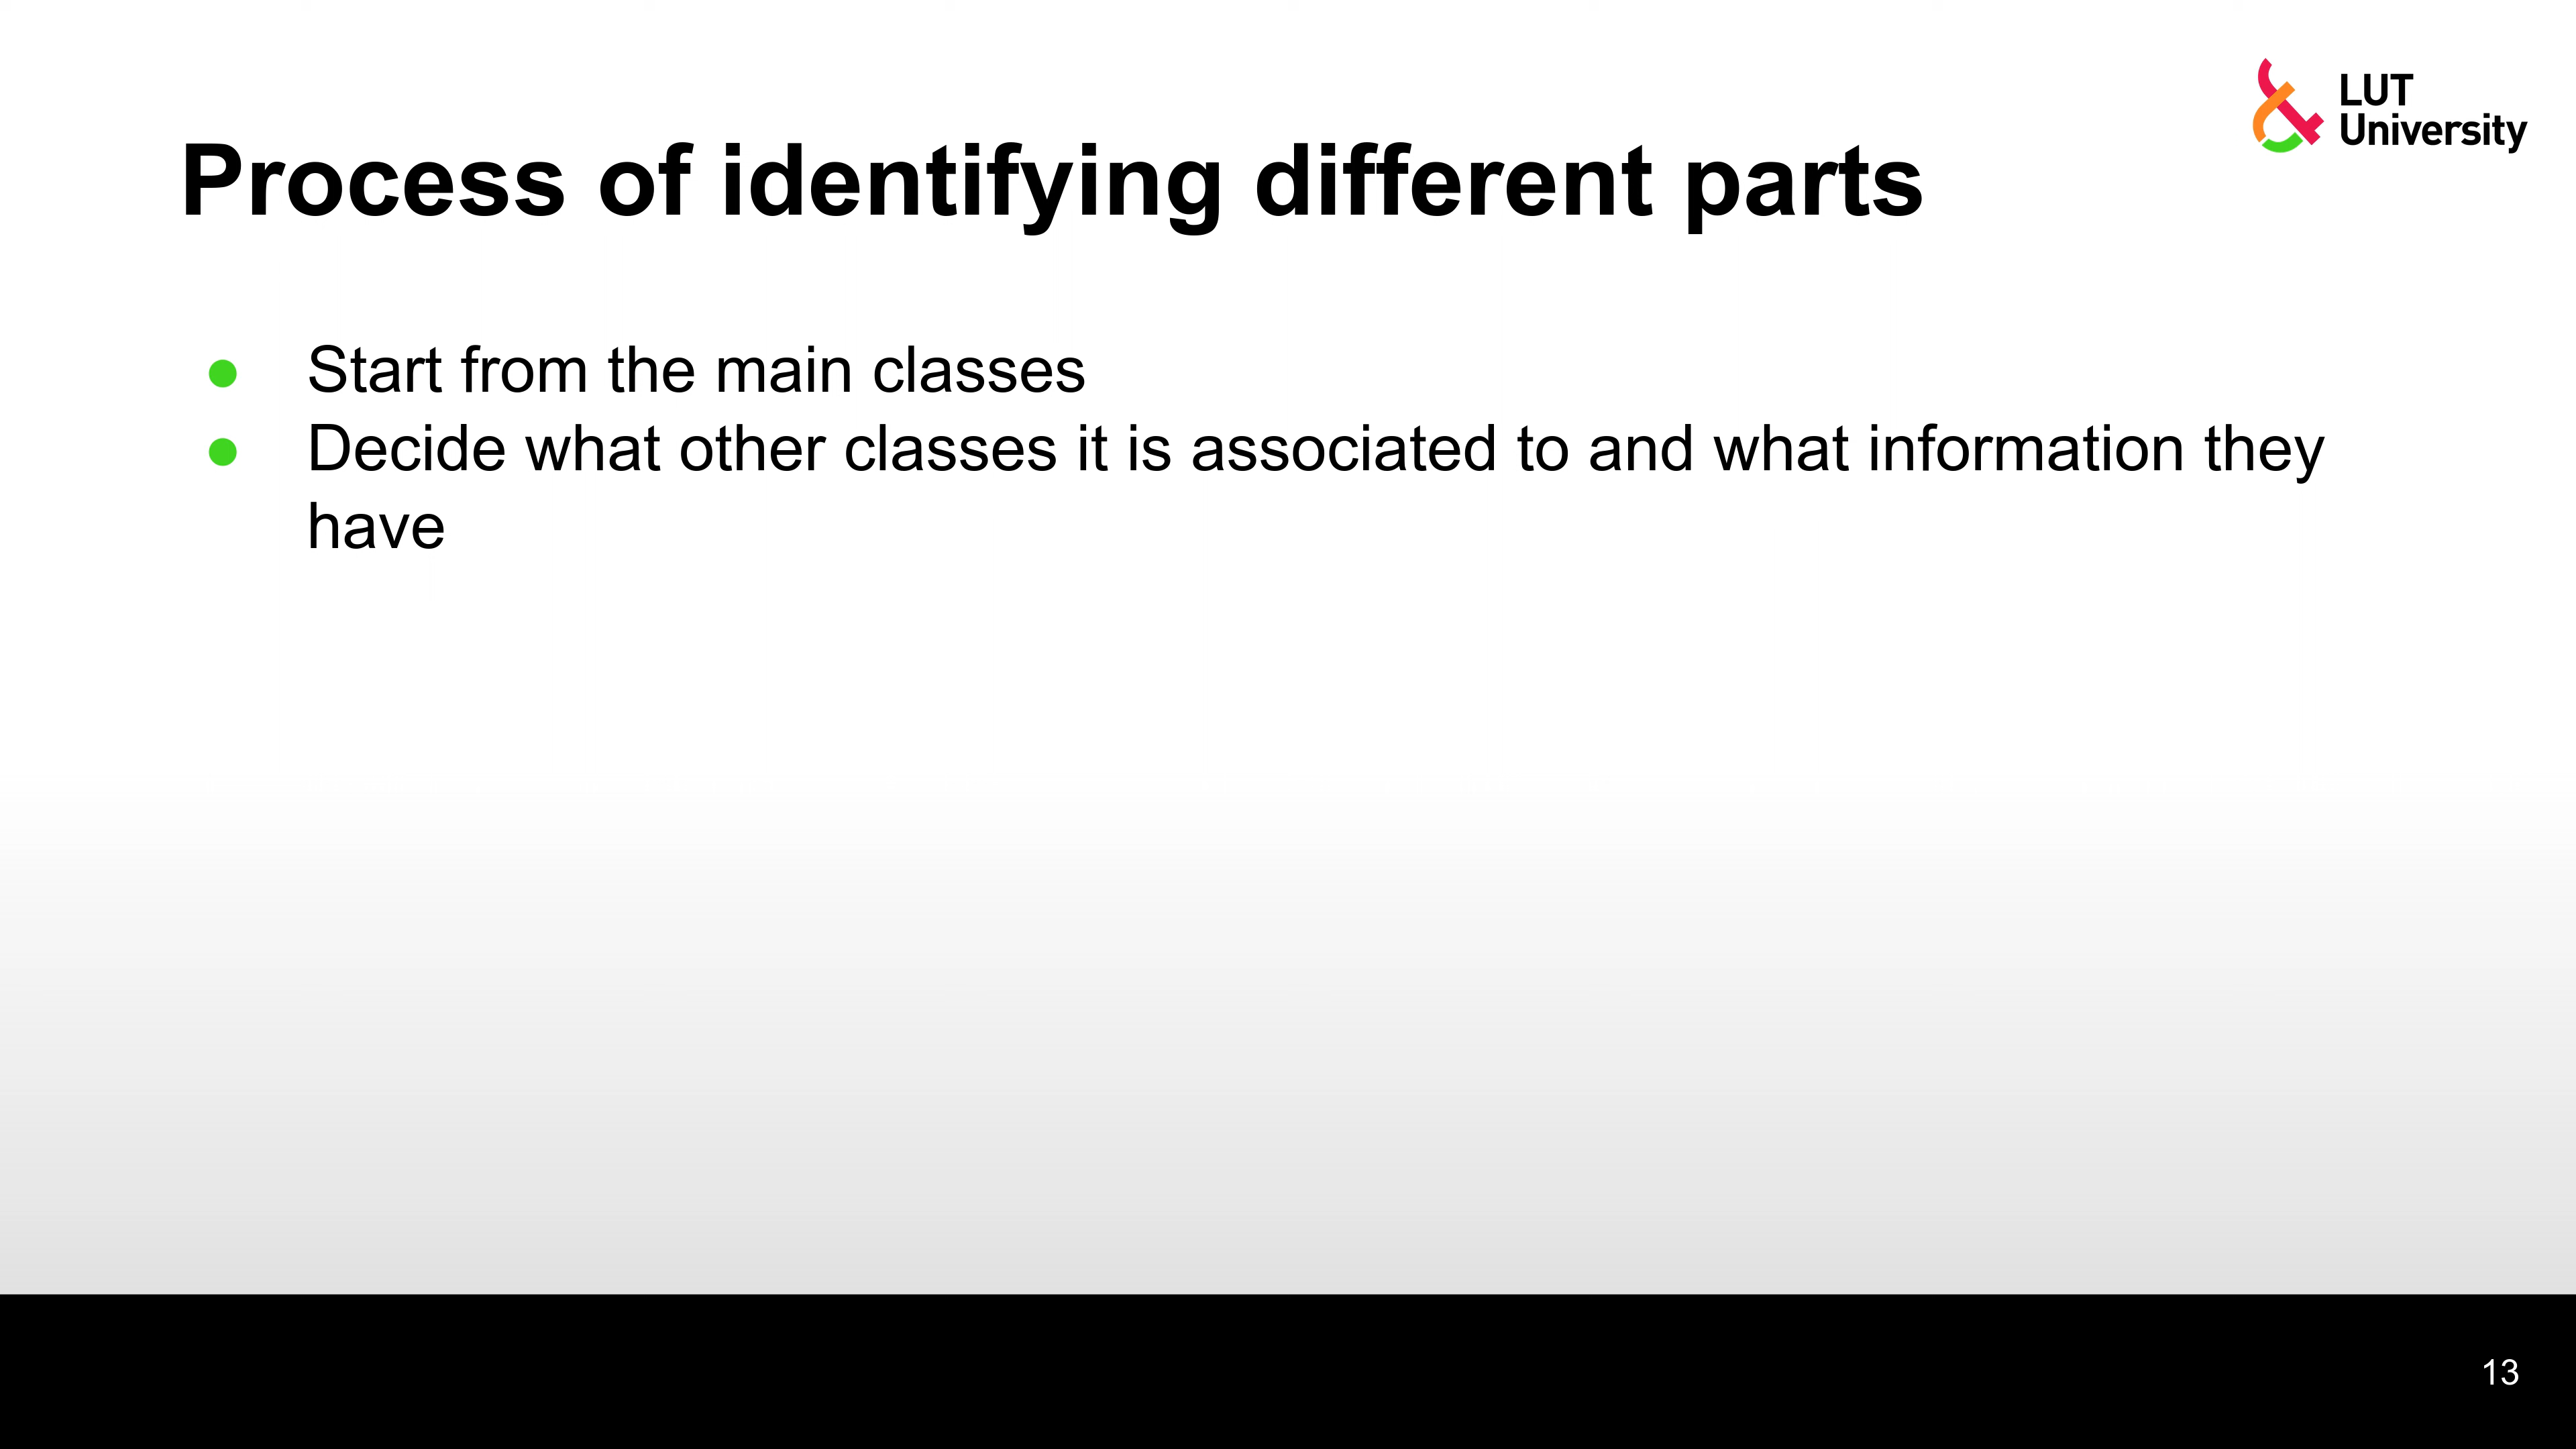 LUT
University
Process of identifying different parts
● Start from the main classes
● Decide what other classes it is associated to and what information they
have
13